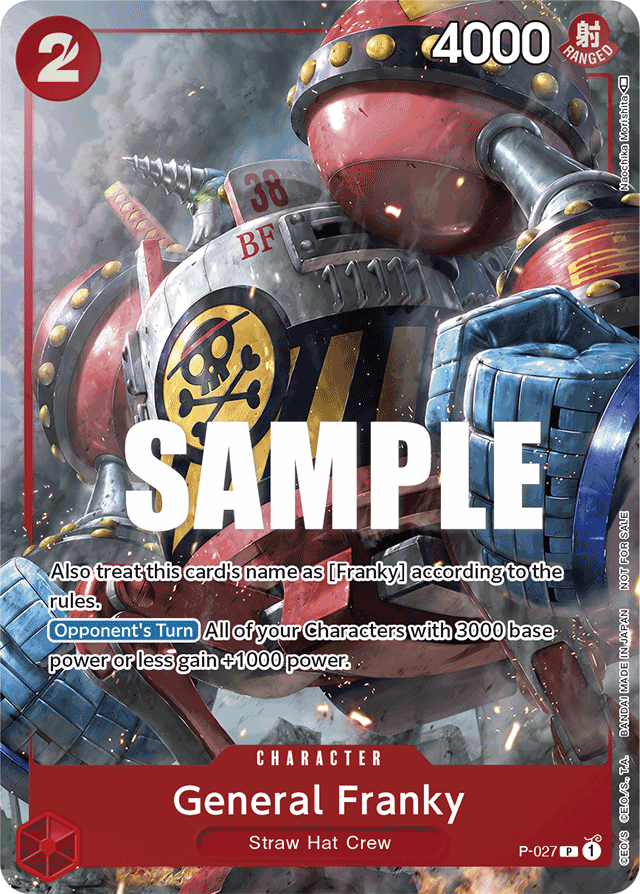 2
4000
射
RANGED
Naochika Morishita
38
BF
11111
SAMPLE
Also treat this card's name as [Franky] according to the
rules.
Opponent's Turn All of your Characters with 3000 base
power or less gain +1000 power.
CHARACTER
General Franky
Straw Hat Crew
P-027 P 1
©EO/S ©E.O./S., T.A. BANDAI MADE IN JAPAN NOT FOR SALE